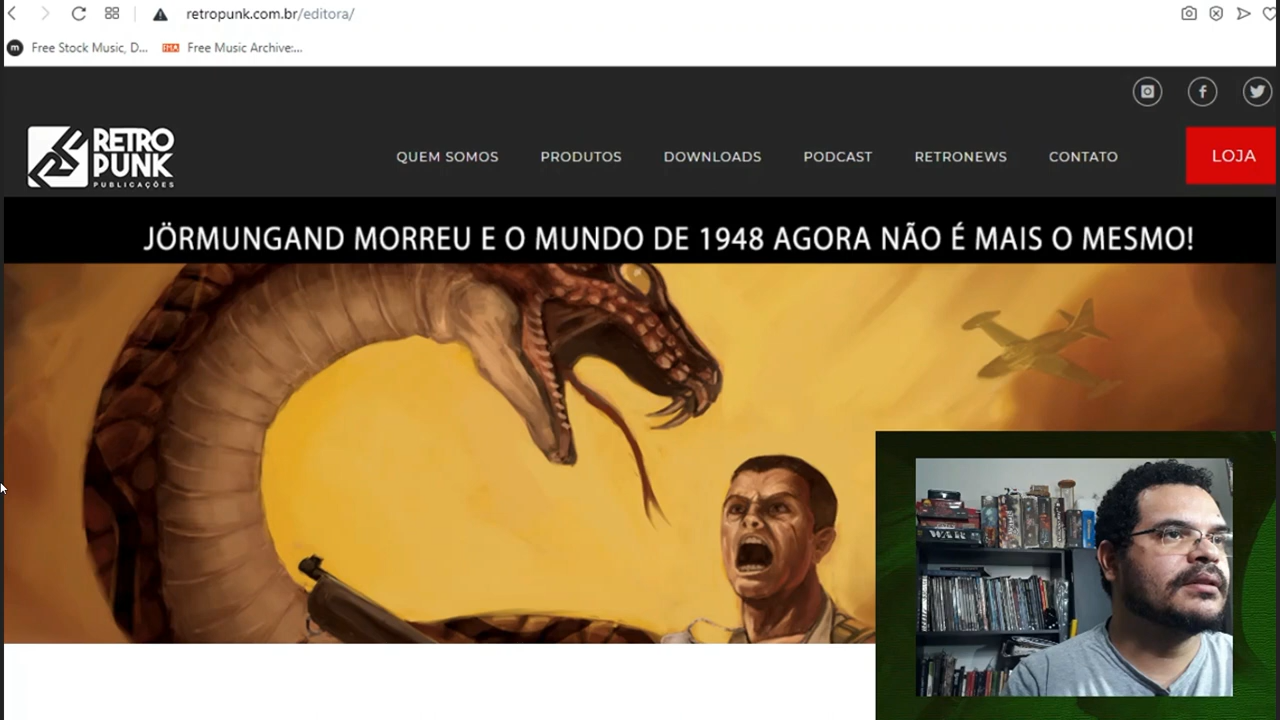 retropunk.com.br/editora/
Free Stock Music, D...
FMA Free Music Archive:...
RETRO
PUNK
PUBLICAÇÕES
QUEM SOMOS
PRODUTOS
DOWNLOADS
PODCAST
RETRONEWS
CONTATO
LOJA
JÖRMUNGAND MORREU E O MUNDO DE 1948 AGORA NÃO É MAIS O MESMO!